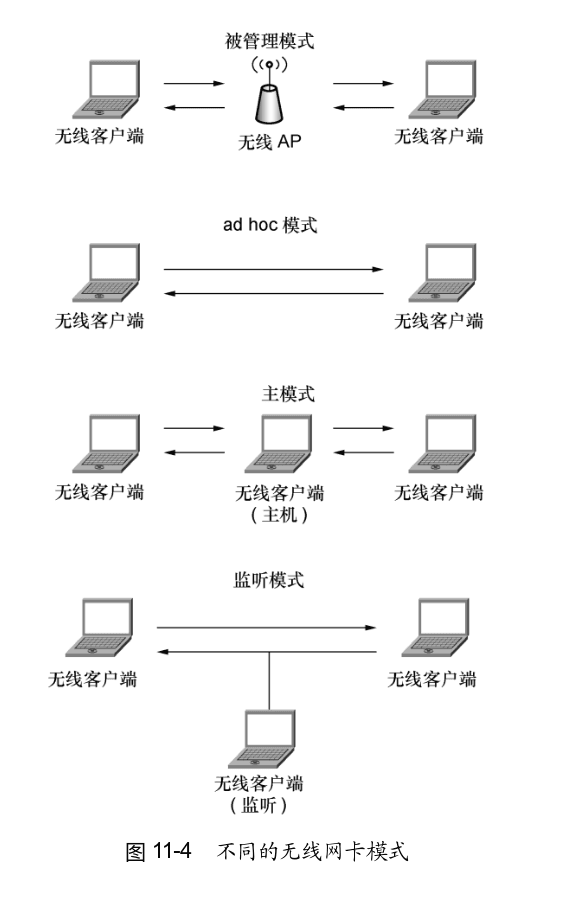 被管理模式
无线客户端 无线 AP 无线客户端
ad hoc 模式
无线客户端 无线客户端
主模式
无线客户端 无线客户端 无线客户端
（主机）
监听模式
无线客户端 无线客户端
无线客户端
（监听）
图 11-4 不同的无线网卡模式